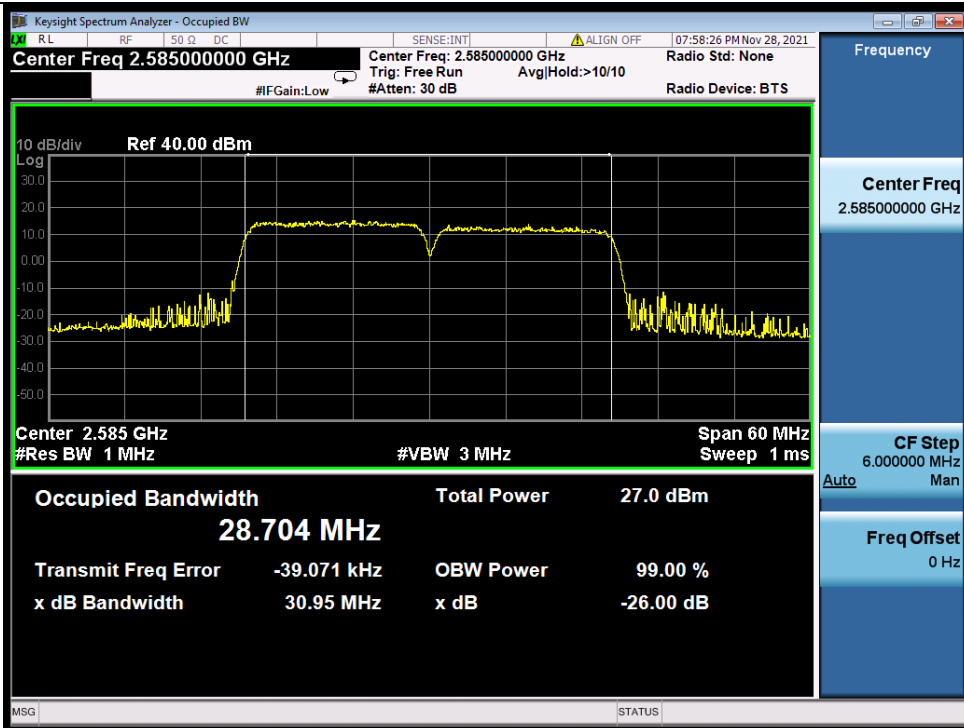 Keysight Spectrum Analyzer - Occupied BW
LXI RL RF 50 Ω DC SENSE:INT ALIGN OFF 07:58:26 PM Nov 28, 2021
Center Freq 2.585000000 GHz
Center Freq: 2.585000000 GHz Radio Std: None
Trig: Free Run Avg|Hold:>10/10
#IFGain:Low #Atten: 30 dB Radio Device: BTS
10 dB/div Ref 40.00 dBm
Log
30.0
20.0
10.0
0.00
-10.0
-20.0
-30.0
-40.0
-50.0
Center 2.585 GHz Span 60 MHz
#Res BW 1 MHz #VBW 3 MHz Sweep 1 ms
Occupied Bandwidth Total Power 27.0 dBm
28.704 MHz
Transmit Freq Error -39.071 kHz OBW Power 99.00 %
x dB Bandwidth 30.95 MHz x dB -26.00 dB
Frequency
Center Freq
2.585000000 GHz
CF Step
6.000000 MHz
Auto Man
Freq Offset
0 Hz
MSG STATUS